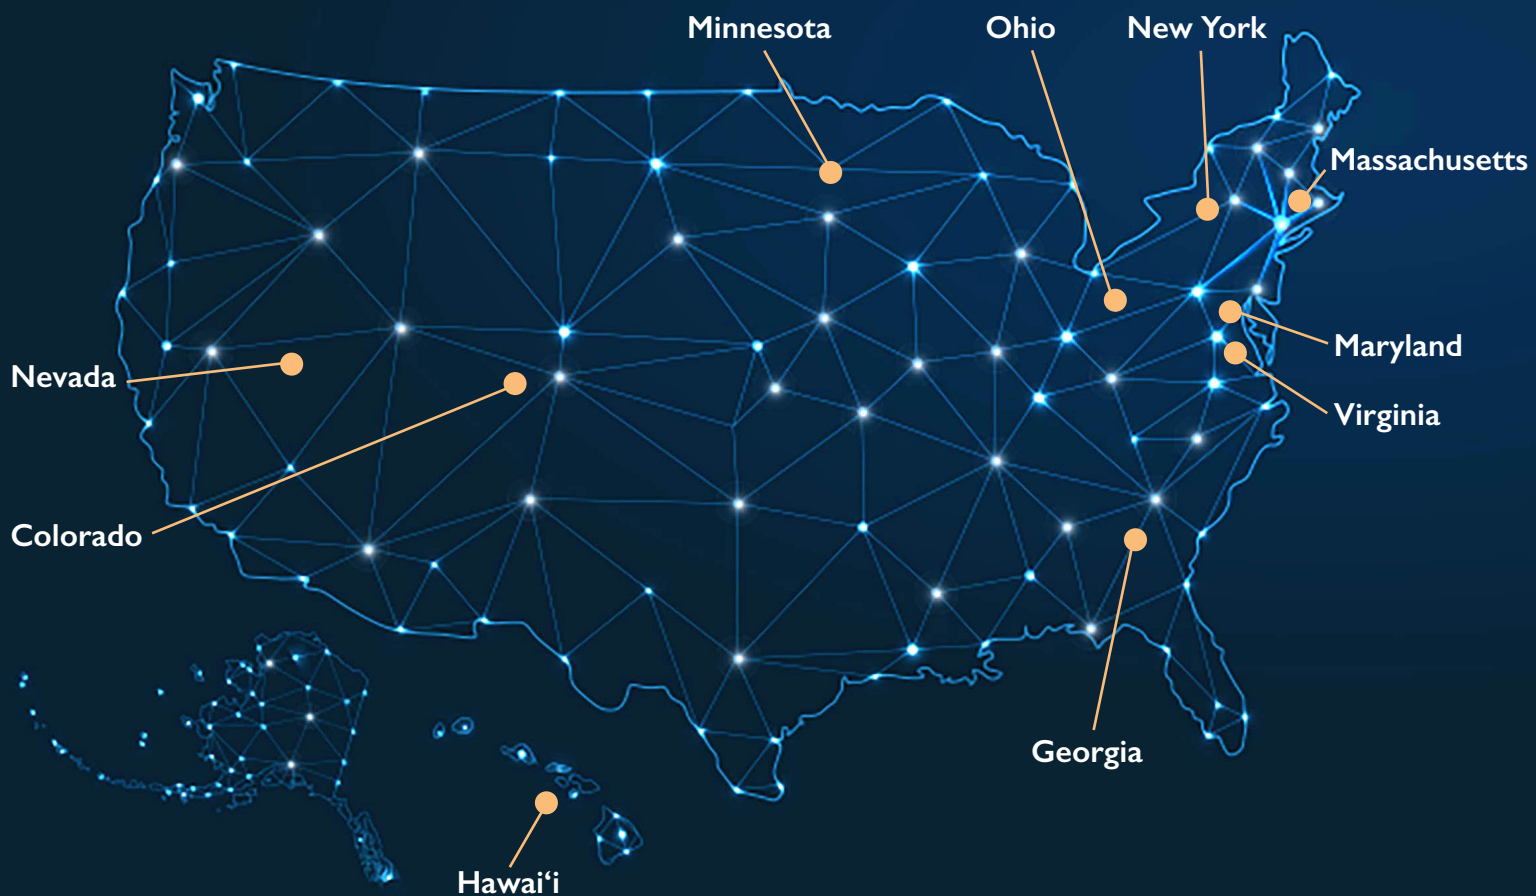 Minnesota
Ohio
New York
Massachusetts
Maryland
Nevada
Virginia
Colorado
Georgia
Hawai‘i